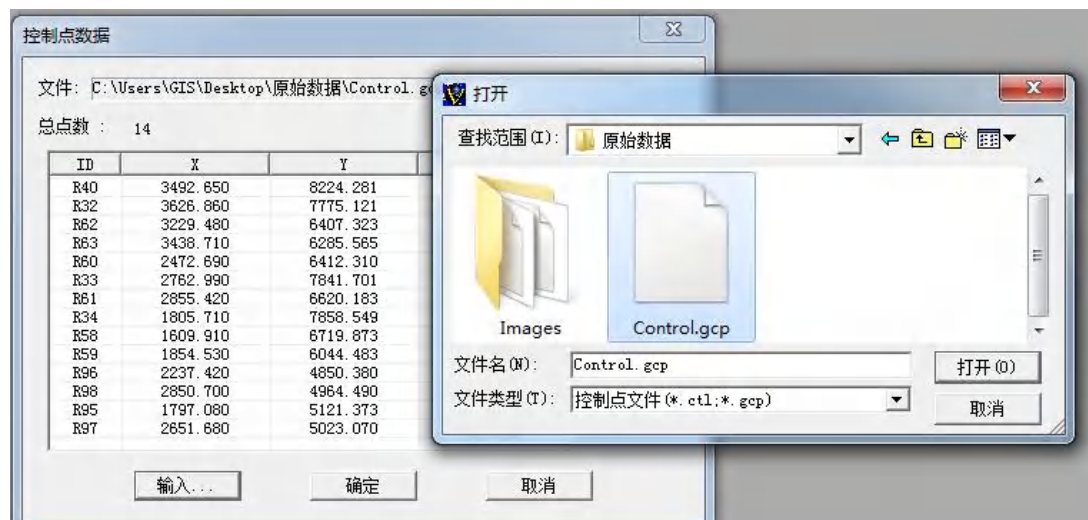 控制点数据
文件: C:\Users\GIS\Desktop\原始数据\Control.
总点数 : 14
ID X Y
R40 3492.650 8224.281
R32 3626.860 7775.121
R62 3229.480 6407.323
R63 3438.710 6285.565
R60 2472.690 6412.310
R33 2762.990 7841.701
R61 2855.420 6620.183
R34 1805.710 7858.549
R58 1609.910 6719.873
R59 1854.530 6044.483
R96 2237.420 4850.380
R98 2850.700 4964.490
R95 1797.080 5121.373
R97 2651.680 5023.070
输入... 确定 取消
打开
查找范围(I): 原始数据
Images Control.gcp
文件名(N): Control.gcp 打开(O)
文件类型(T): 控制点文件(*.ctl;*.gcp) 取消